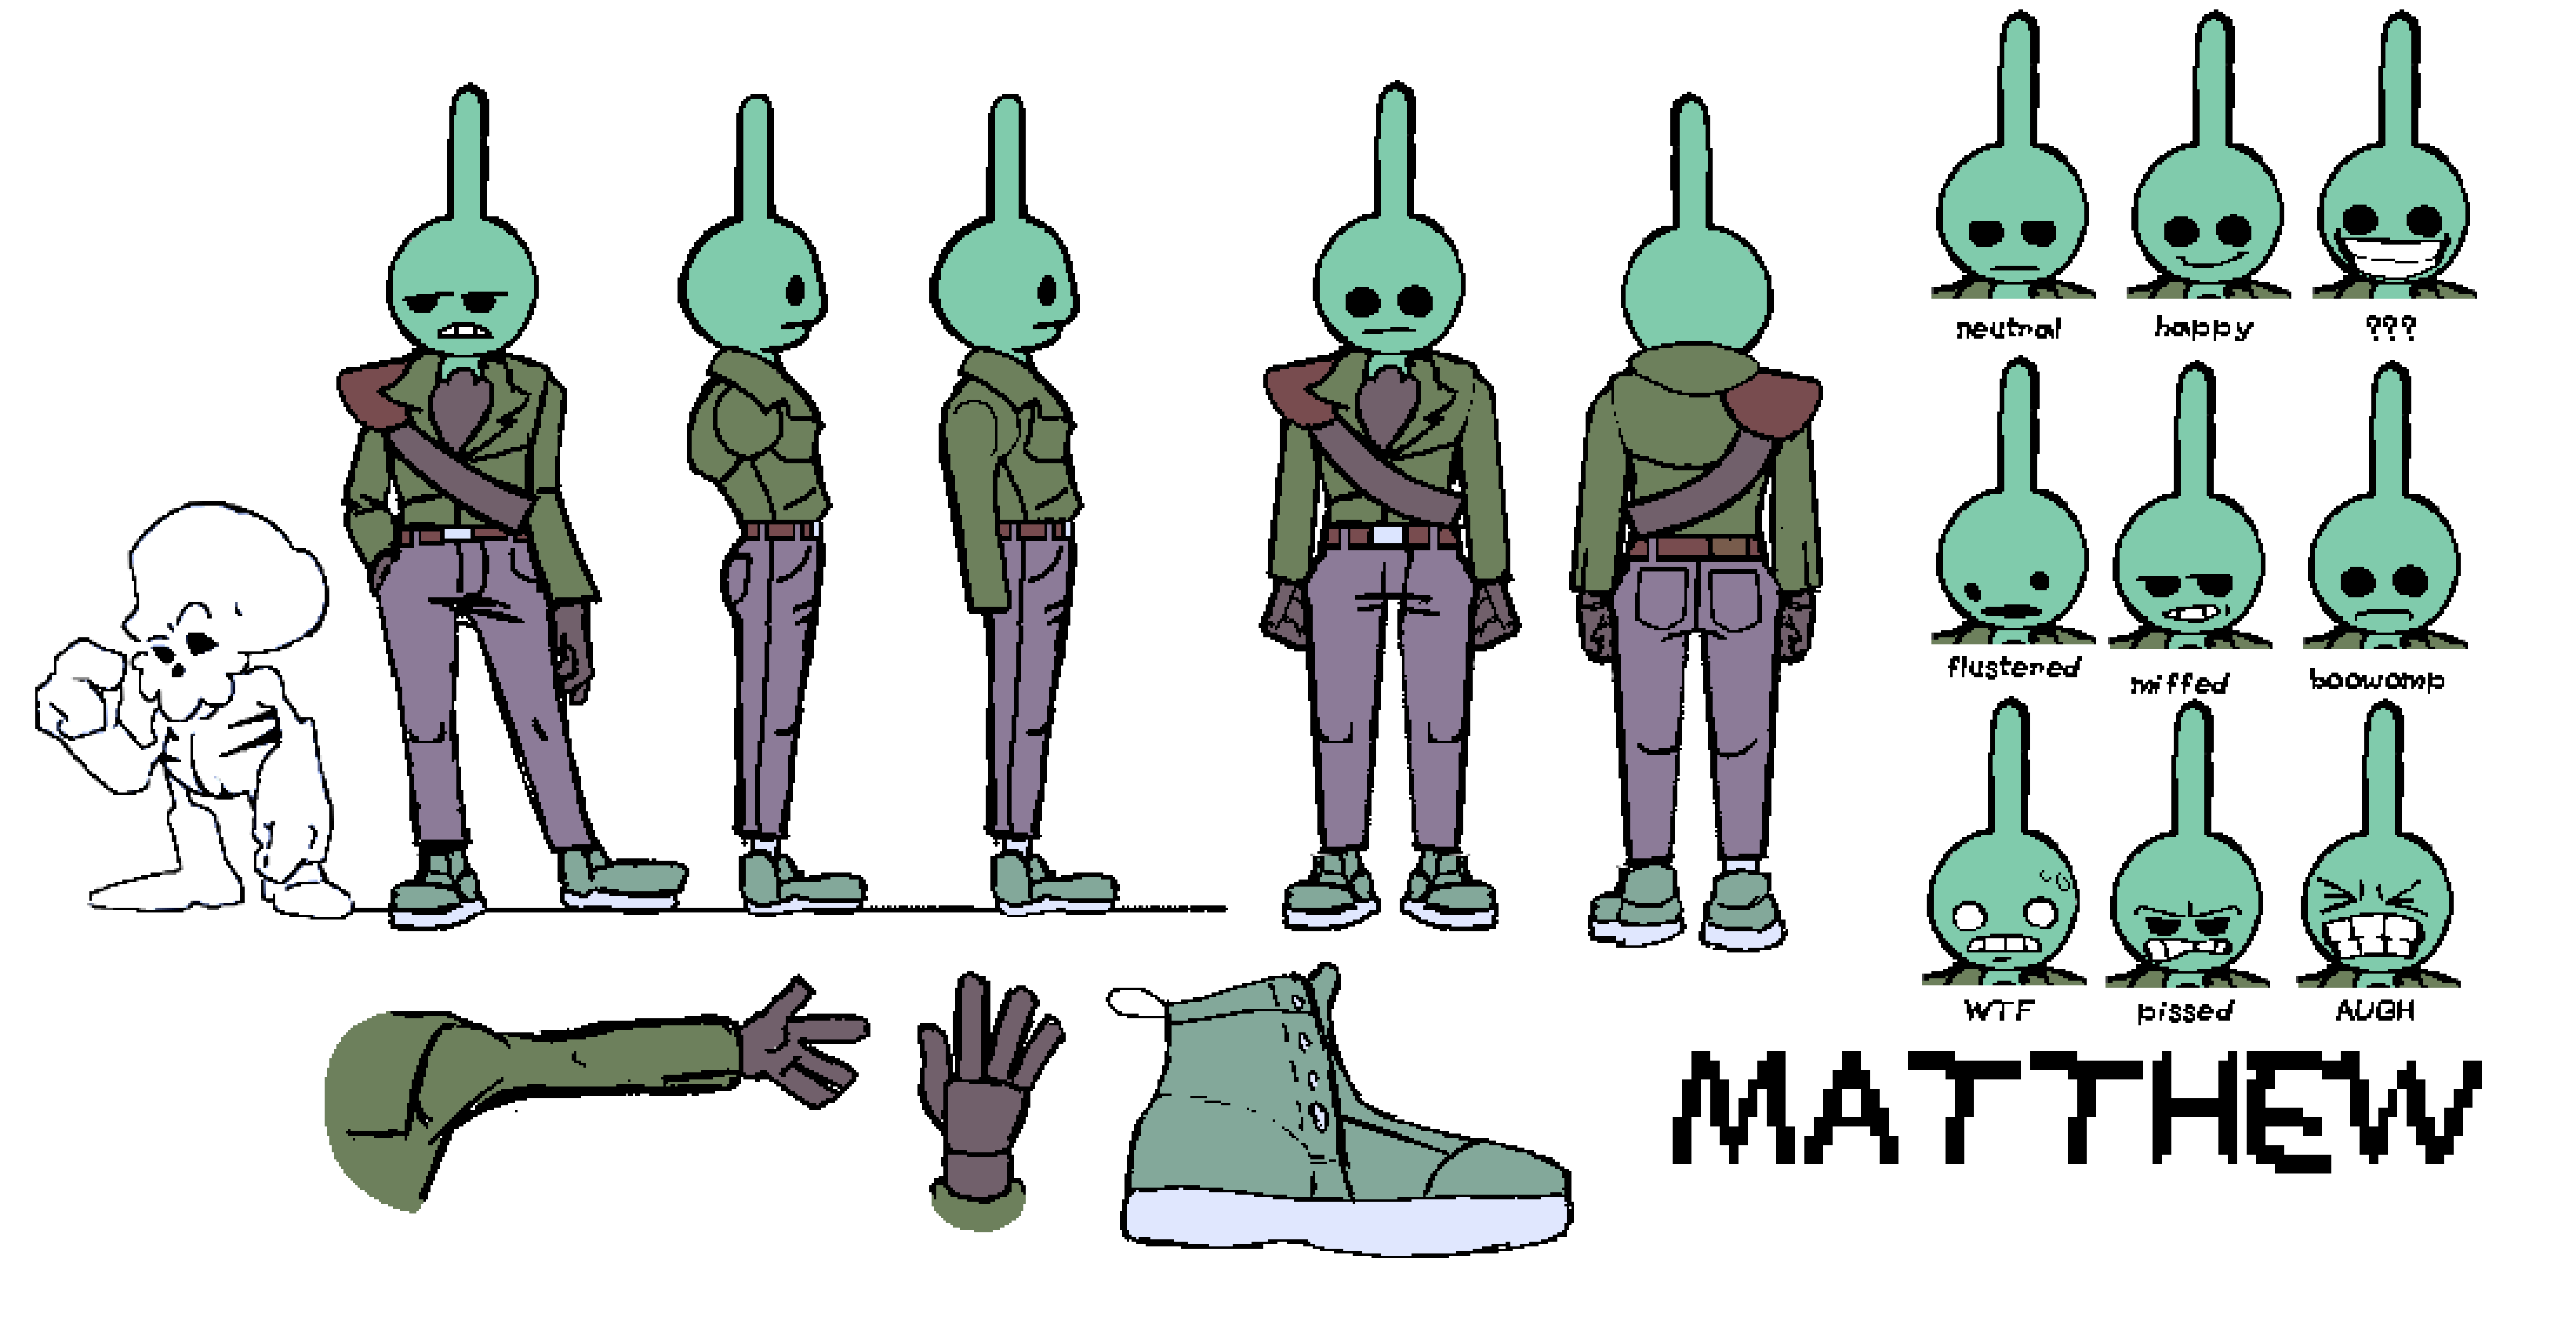 neutral happy ???
flustered miffed boowomp
WTF pissed AUGH
MATTHEW